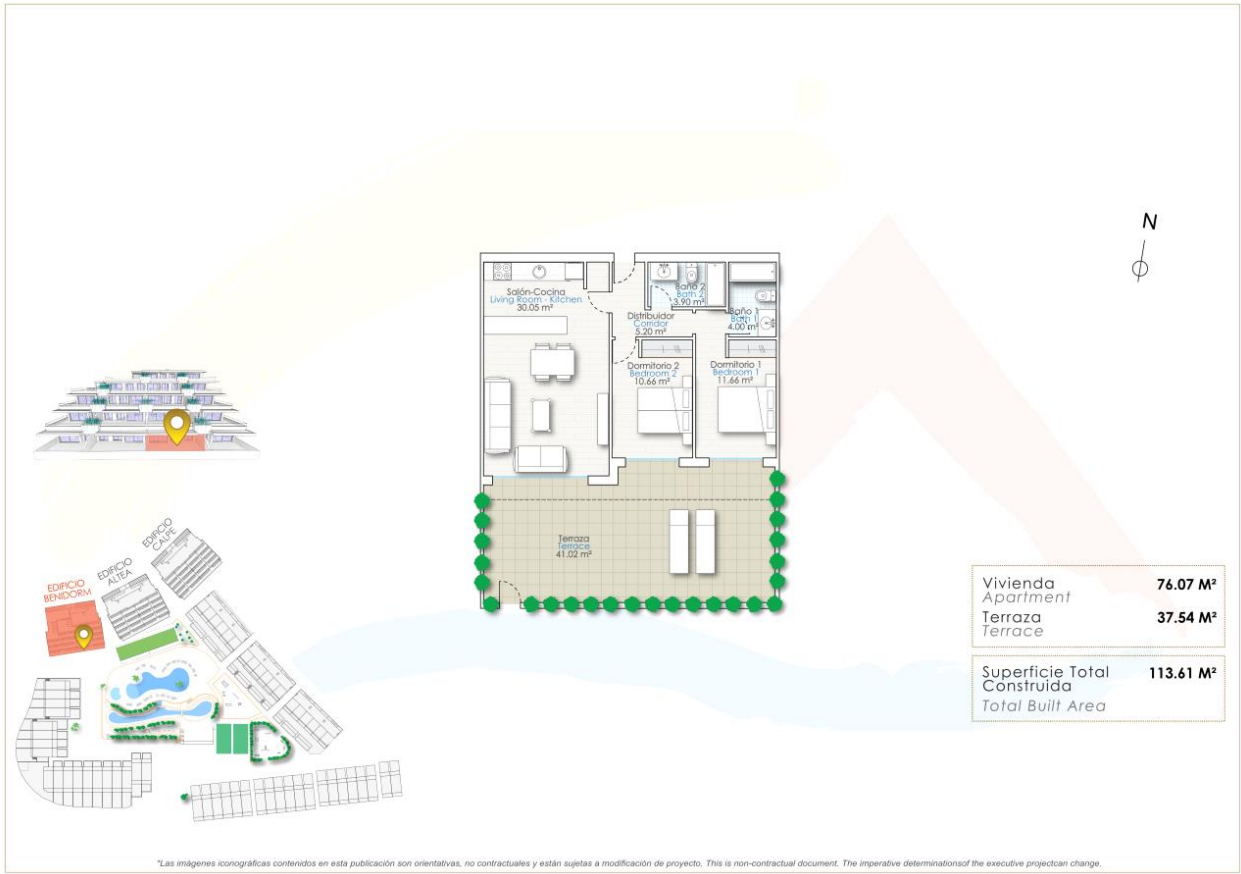 N
Salón-Cocina
Living Room - Kitchen
30.05 m²
Baño 2
Bath 2
3.90 m²
Baño 1
Bath 1
4.00 m²
Distribuidor
Corridor
5.20 m²
Dormitorio 2
Bedroom 2
10.66 m²
Dormitorio 1
Bedroom 1
11.66 m²
Terraza
Terrace
41.02 m²
EDIFICIO
CALPE
EDIFICIO
ALTEA
EDIFICIO
BENIDORM
Vivienda 76.07 M²
Apartment
Terraza 37.54 M²
Terrace
Superficie Total 113.61 M²
Construida
Total Built Area
"Las imágenes iconográficas contenidos en esta publicación son orientativas, no contractuales y están sujetas a modificación de proyecto. This is non-contractual document. The imperative determinationsof the executive projectcan change.